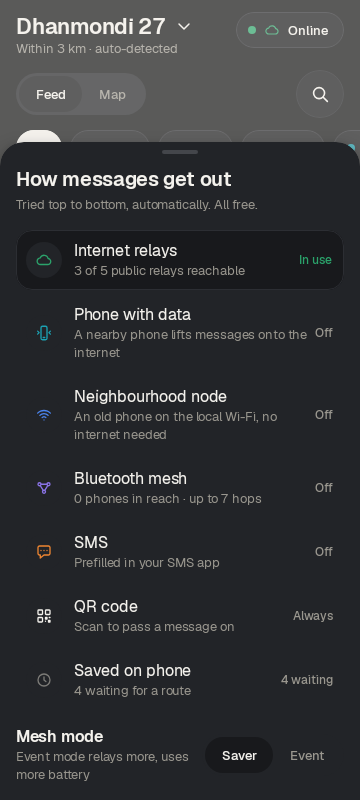 Dhanmondi 27
Within 3 km · auto-detected
Online
Feed
Map
How messages get out
Tried top to bottom, automatically. All free.
Internet relays
3 of 5 public relays reachable
In use
Phone with data
A nearby phone lifts messages onto the
internet
Off
Neighbourhood node
An old phone on the local Wi-Fi, no
internet needed
Off
Bluetooth mesh
0 phones in reach · up to 7 hops
Off
SMS
Prefilled in your SMS app
Off
QR code
Scan to pass a message on
Always
Saved on phone
4 waiting for a route
4 waiting
Mesh mode
Event mode relays more, uses
more battery
Saver
Event